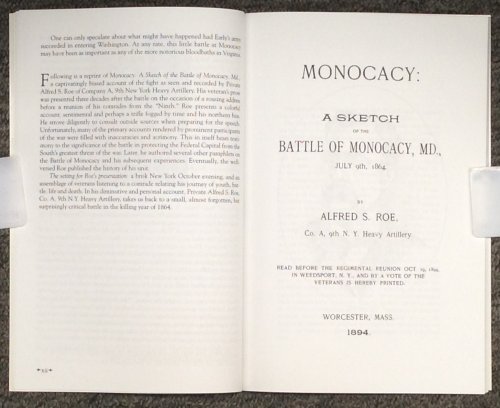 One can only speculate about what might have happened had Early's army
succeeded in entering Washington. At any rate, this little battle at Monocacy
may have been as important as any of the more notorious bloodbaths in Virginia.
Following is a reprint of Monocacy: A Sketch of the Battle of Monocacy, Md.,
a captivatingly biased account of the fight as seen and recorded by Private
Alfred S. Roe of Company A, 9th New York Heavy Artillery. His veteran's prose
was presented three decades after the battle on the occasion of a rousing address
before a reunion of his comrades from the "Ninth." Roe presents a colorful
account, sentimental and perhaps a trifle fogged by time and his northern bias.
He strove diligently to consult outside sources when preparing for the speech.
Unfortunately, many of the primary accounts rendered by prominent participants
of the war were filled with inaccuracies and acrimony. This in itself bears testi-
mony to the significance of the battle in protecting the Federal Capital from the
South's greatest threat of the war. Later, he authored several other pamphlets on
the Battle of Monocacy and his subsequent experiences. Eventually, the well-
versed Roe published the history of his unit.
The setting for Roe's presentation: a brisk New York October evening, and an
assemblage of veterans listening to a comrade relating his journey of youth, bat-
tle, life and death. In his diminutive and personal account, Private Alfred S. Roe,
Co. A, 9th N.Y. Heavy Artillery, takes us back to a small, almost forgotten, but
surprisingly critical battle in the killing year of 1864.
MONOCACY:
A SKETCH
OF THE
BATTLE OF MONOCACY, MD.,
JULY 9th, 1864.
BY
ALFRED S. ROE,
Co. A, 9th N. Y. Heavy Artillery.
READ BEFORE THE REGIMENTAL REUNION OCT. 19, 1894,
IN WEEDSPORT, N. Y., AND BY A VOTE OF THE
VETERANS IS HEREBY PRINTED.
WORCESTER, MASS.
1894.